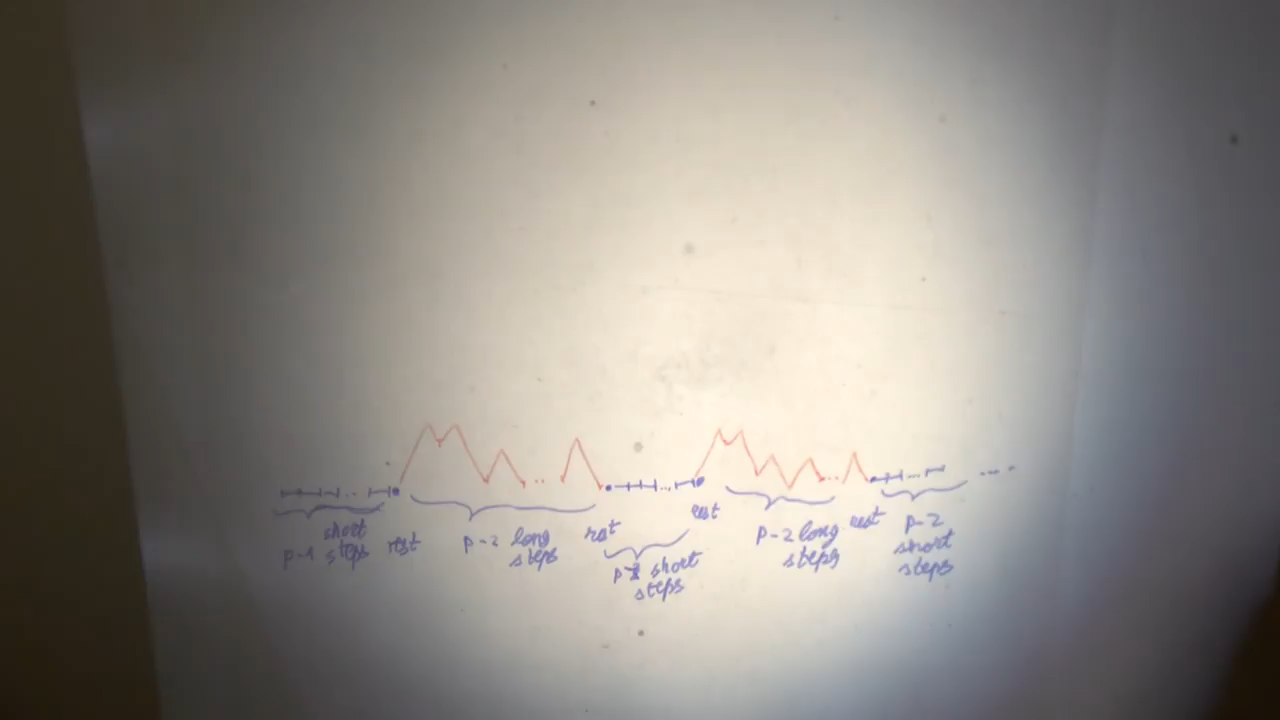 p-1 short steps
rest
p-2 long steps
rest
p-2 short steps
rest
p-2 long steps
rest
p-2 short steps